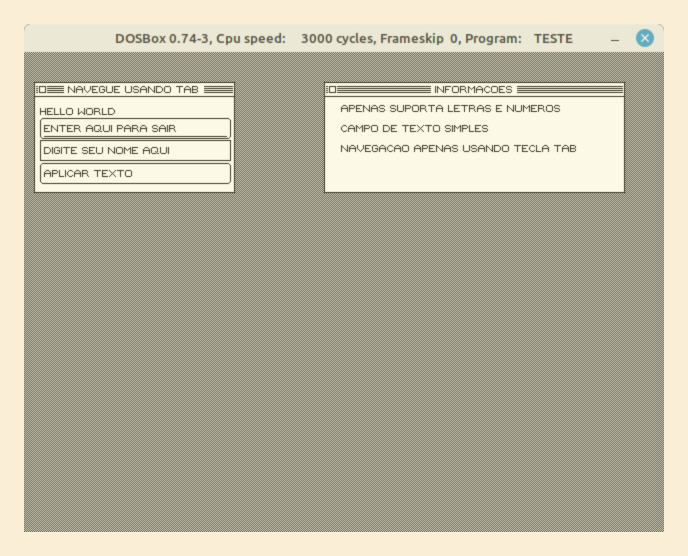 DOSBox 0.74-3, Cpu speed: 3000 cycles, Frameskip 0, Program: TESTE
NAVEGUE USANDO TAB
HELLO WORLD
ENTER AQUI PARA SAIR
DIGITE SEU NOME AQUI
APLICAR TEXTO
INFORMACOES
APENAS SUPORTA LETRAS E NUMEROS
CAMPO DE TEXTO SIMPLES
NAVEGACAO APENAS USANDO TECLA TAB